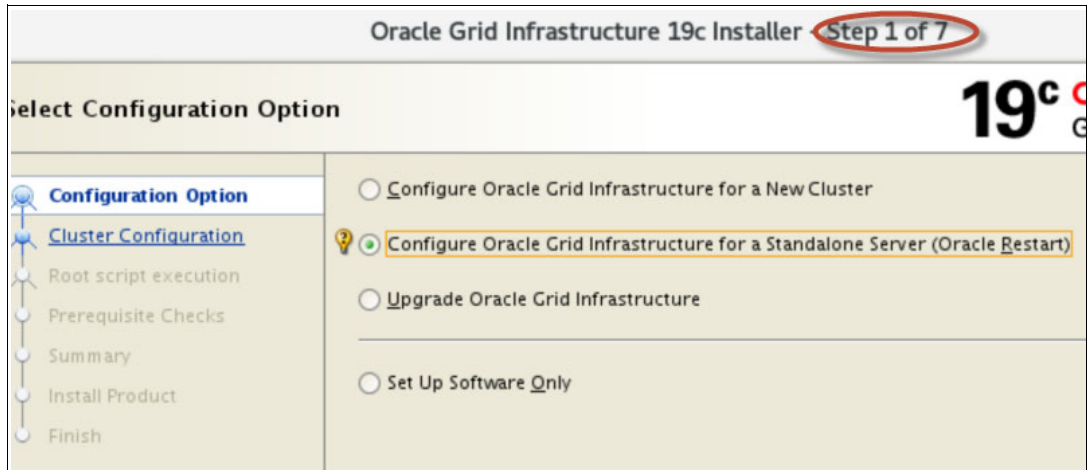 Oracle Grid Infrastructure 19c Installer - Step 1 of 7
Select Configuration Option
19c
Configuration Option
Cluster Configuration
Root script execution
Prerequisite Checks
Summary
Install Product
Finish
Configure Oracle Grid Infrastructure for a New Cluster
Configure Oracle Grid Infrastructure for a Standalone Server (Oracle Restart)
Upgrade Oracle Grid Infrastructure
Set Up Software Only